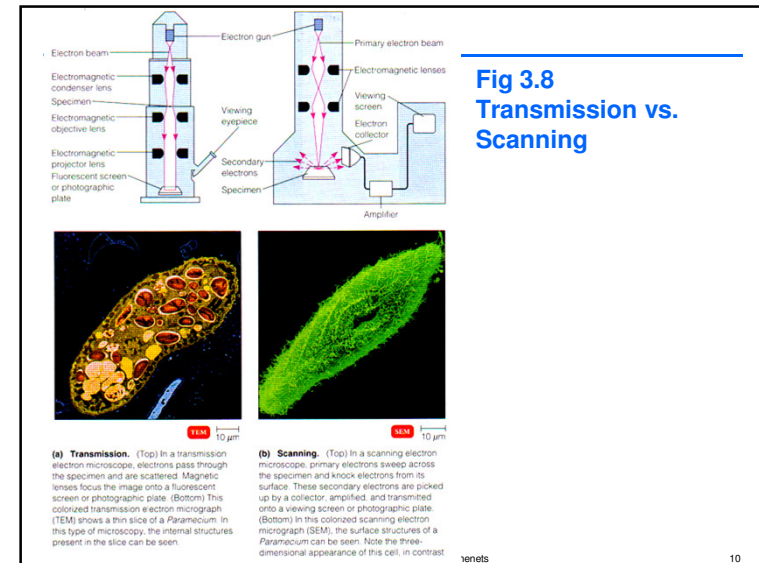 Electron gun
Electron beam
Electromagnetic
condenser lens
Specimen
Electromagnetic
objective lens
Electromagnetic
projector lens
Fluorescent screen
or photographic
plate
Viewing
eyepiece
Primary electron beam
Electromagnetic lenses
Viewing
screen
Electron
collector
Secondary
electrons
Specimen
Amplifier
Fig 3.8
Transmission vs.
Scanning
TEM 10 µm
SEM 10 µm
(a) Transmission. (Top) In a transmission
electron microscope, electrons pass through
the specimen and are scattered. Magnetic
lenses focus the image onto a fluorescent
screen or photographic plate. (Bottom) This
colorized transmission electron micrograph
(TEM) shows a thin slice of a Paramecium. In
this type of microscopy, the internal structures
present in the slice can be seen.
(b) Scanning. (Top) In a scanning electron
microscope, primary electrons sweep across
the specimen and knock electrons from its
surface. These secondary electrons are picked
up by a collector, amplified, and transmitted
onto a viewing screen or photographic plate.
(Bottom) In this colorized scanning electron
micrograph (SEM), the surface structures of a
Paramecium can be seen. Note the three-
dimensional appearance of this cell, in contrast
10